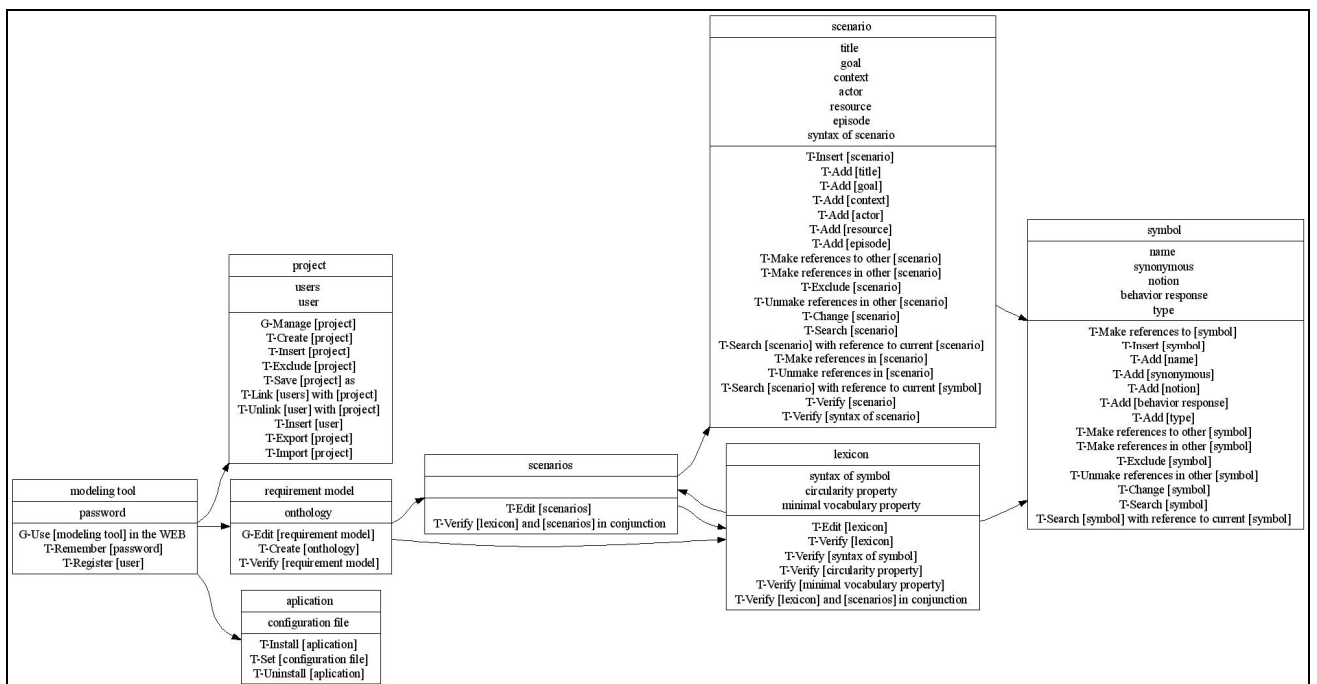 scenario
title
goal
context
actor
resource
episode
syntax of scenario
T-Insert [scenario]
T-Add [title]
T-Add [goal]
T-Add [context]
T-Add [actor]
T-Add [resource]
T-Add [episode]
T-Make references to other [scenario]
T-Make references in other [scenario]
T-Exclude [scenario]
T-Unmake references in other [scenario]
T-Change [scenario]
T-Search [scenario]
T-Search [scenario] with reference to current [scenario]
T-Make references in [scenario]
T-Unmake references in [scenario]
T-Search [scenario] with reference to current [symbol]
T-Verify [scenario]
T-Verify [syntax of scenario]
symbol
name
synonymous
notion
behavior response
type
T-Make references to [symbol]
T-Insert [symbol]
T-Add [name]
T-Add [synonymous]
T-Add [notion]
T-Add [behavior response]
T-Add [type]
T-Make references to other [symbol]
T-Make references in other [symbol]
T-Exclude [symbol]
T-Unmake references in other [symbol]
T-Change [symbol]
T-Search [symbol]
T-Search [symbol] with reference to current [symbol]
project
users
user
G-Manage [project]
T-Create [project]
T-Insert [project]
T-Exclude [project]
T-Save [project] as
T-Link [users] with [project]
T-Unlink [user] with [project]
T-Insert [user]
T-Export [project]
T-Import [project]
modeling tool
password
G-Use [modeling tool] in the WEB
T-Remember [password]
T-Register [user]
requirement model
onthology
G-Edit [requirement model]
T-Create [onthology]
T-Verify [requirement model]
scenarios
T-Edit [scenarios]
T-Verify [lexicon] and [scenarios] in conjunction
lexicon
syntax of symbol
circularity property
minimal vocabulary property
T-Edit [lexicon]
T-Verify [lexicon]
T-Verify [syntax of symbol]
T-Verify [circularity property]
T-Verify [minimal vocabulary property]
T-Verify [lexicon] and [scenarios] in conjunction
aplication
configuration file
T-Install [aplication]
T-Set [configuration file]
T-Uninstall [aplication]